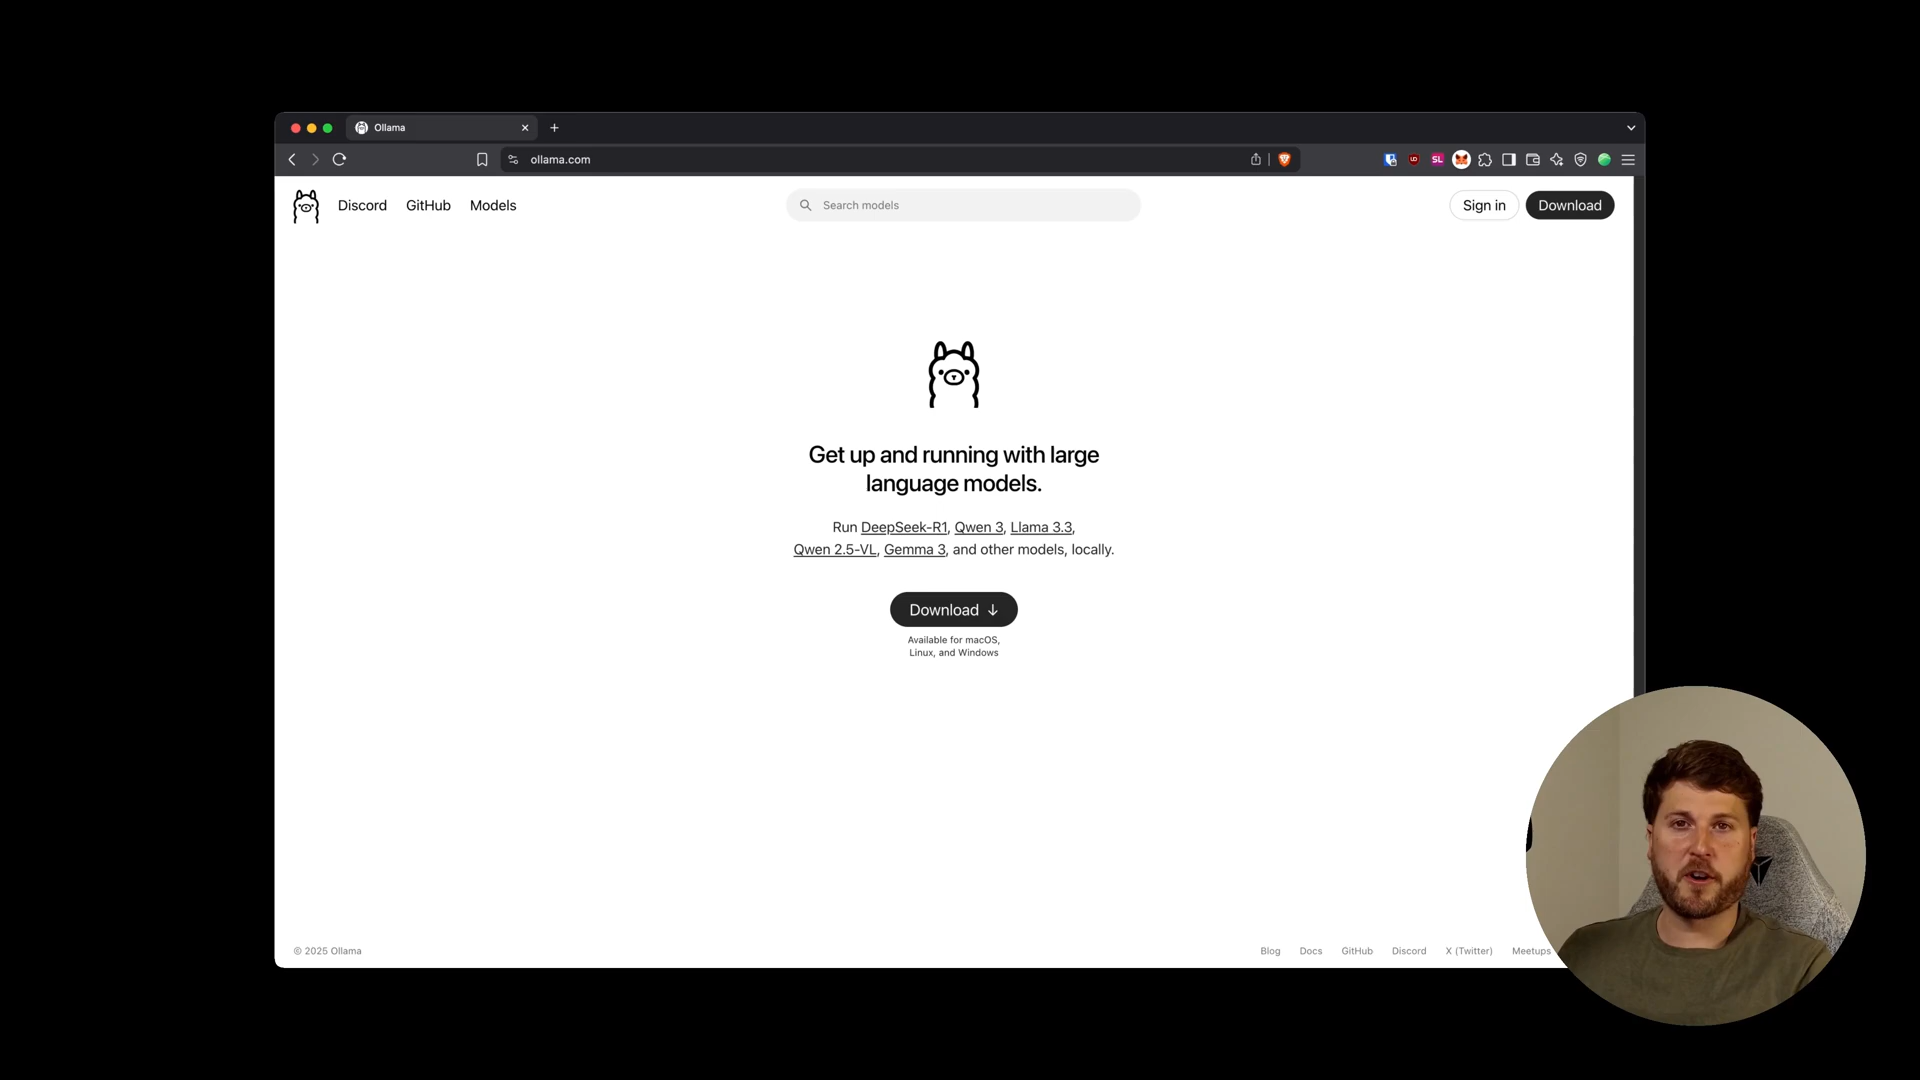 Ollama
ollama.com
UD
SL
Discord GitHub Models
Search models
Sign in Download
Get up and running with large
language models.
Run DeepSeek-R1, Qwen 3, Llama 3.3,
Qwen 2.5-VL, Gemma 3, and other models, locally.
Download ↓
Available for macOS,
Linux, and Windows
© 2025 Ollama
Blog Docs GitHub Discord X (Twitter) Meetups